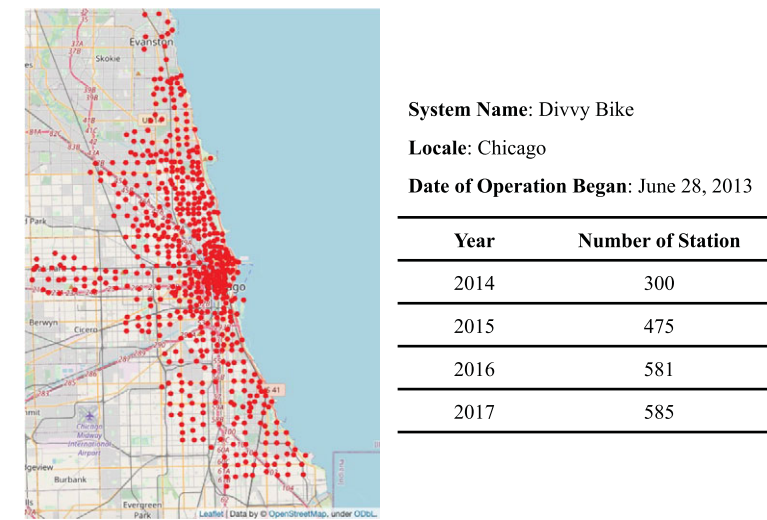 Evanston
Skokie
Park
Berwyn
Cicero
S 41
Chicago
Midway
International
Airport
Burbank
Evergreen
Park
Leaflet | Data by © OpenStreetMap, under ODbL.
System Name: Divvy Bike
Locale: Chicago
Date of Operation Began: June 28, 2013
Year Number of Station
2014 300
2015 475
2016 581
2017 585